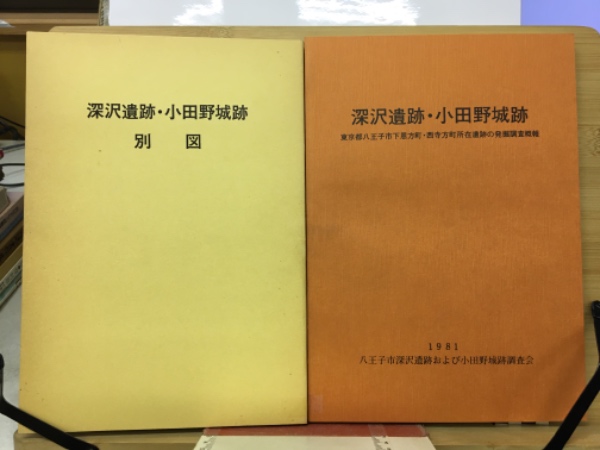 深沢遺跡・小田野城跡
別 図
深沢遺跡・小田野城跡
東京都八王子市下恩方町・西寺方町所在遺跡の発掘調査概報
1981
八王子市深沢遺跡および小田野城跡調査会